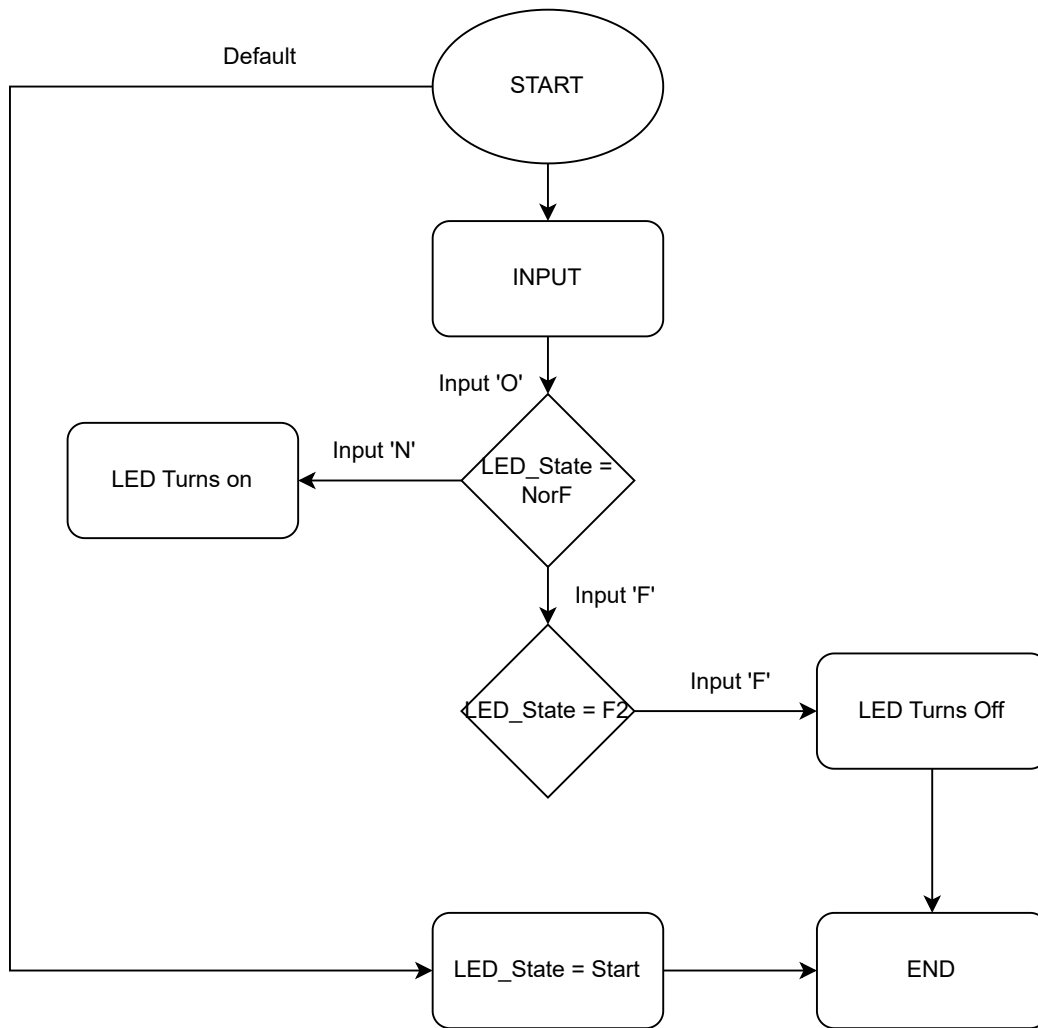 Default
START
INPUT
Input 'O'
Input 'N'
LED Turns on
LED_State =
NorF
Input 'F'
Input 'F'
LED_State = F2
LED Turns Off
LED_State = Start
END